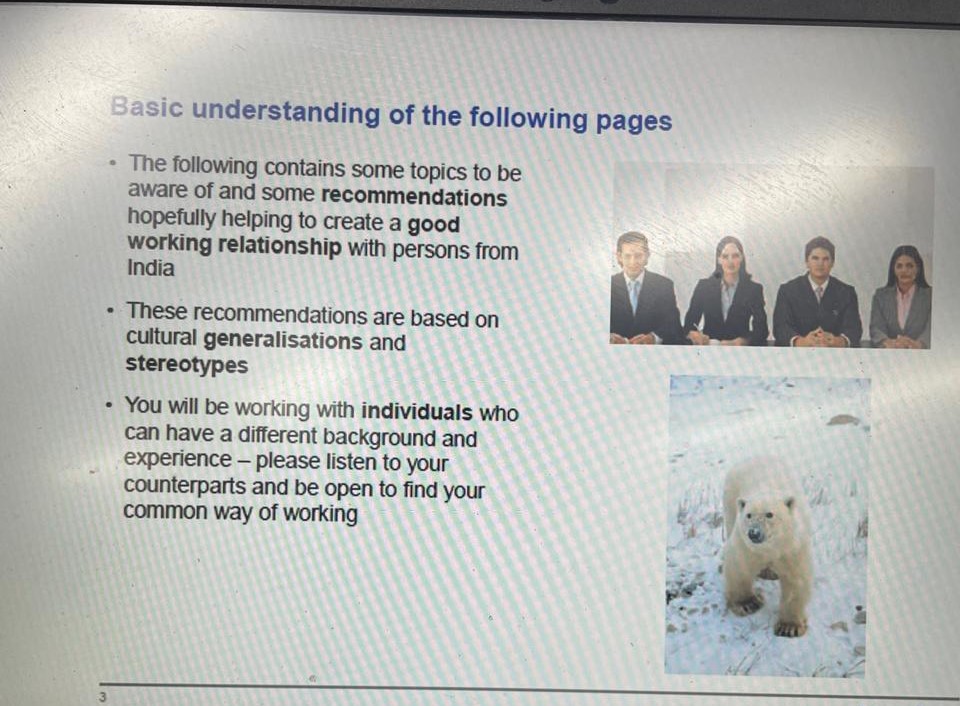 Basic understanding of the following pages
• The following contains some topics to be
aware of and some recommendations
hopefully helping to create a good
working relationship with persons from
India
• These recommendations are based on
cultural generalisations and
stereotypes
• You will be working with individuals who
can have a different background and
experience – please listen to your
counterparts and be open to find your
common way of working
3